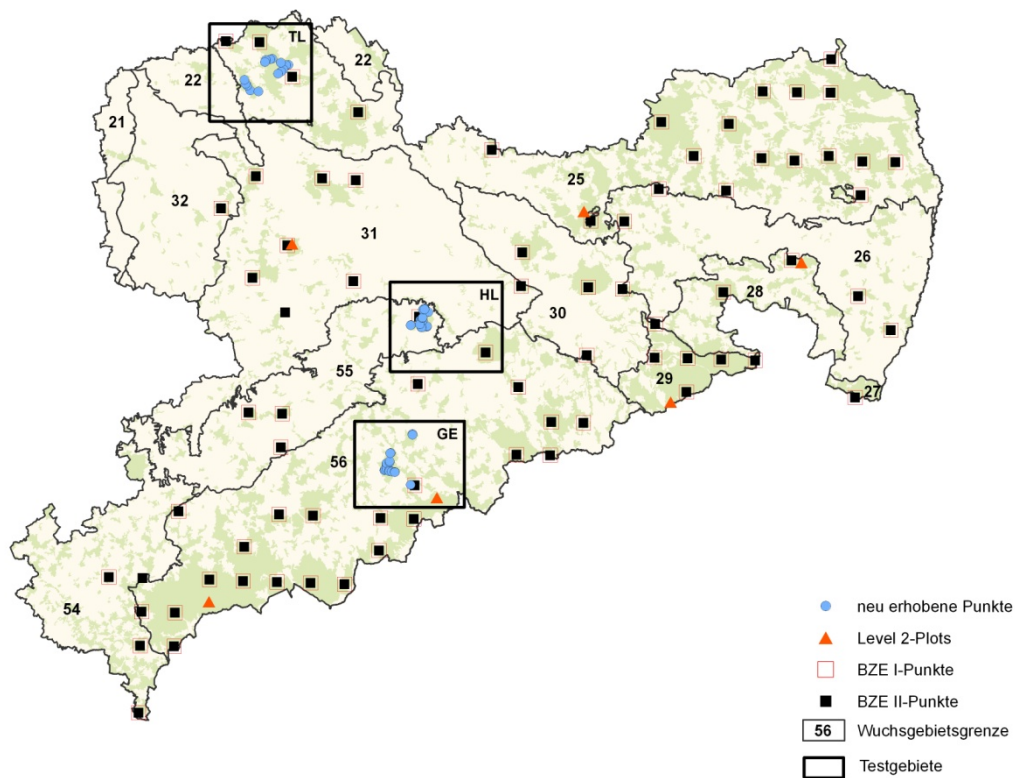 TL
22
22
21
25
32
31
26
28
HL
30
55
29
27
GE
56
54
neu erhobene Punkte
Level 2-Plots
BZE I-Punkte
BZE II-Punkte
56 Wuchsgebietsgrenze
Testgebiete